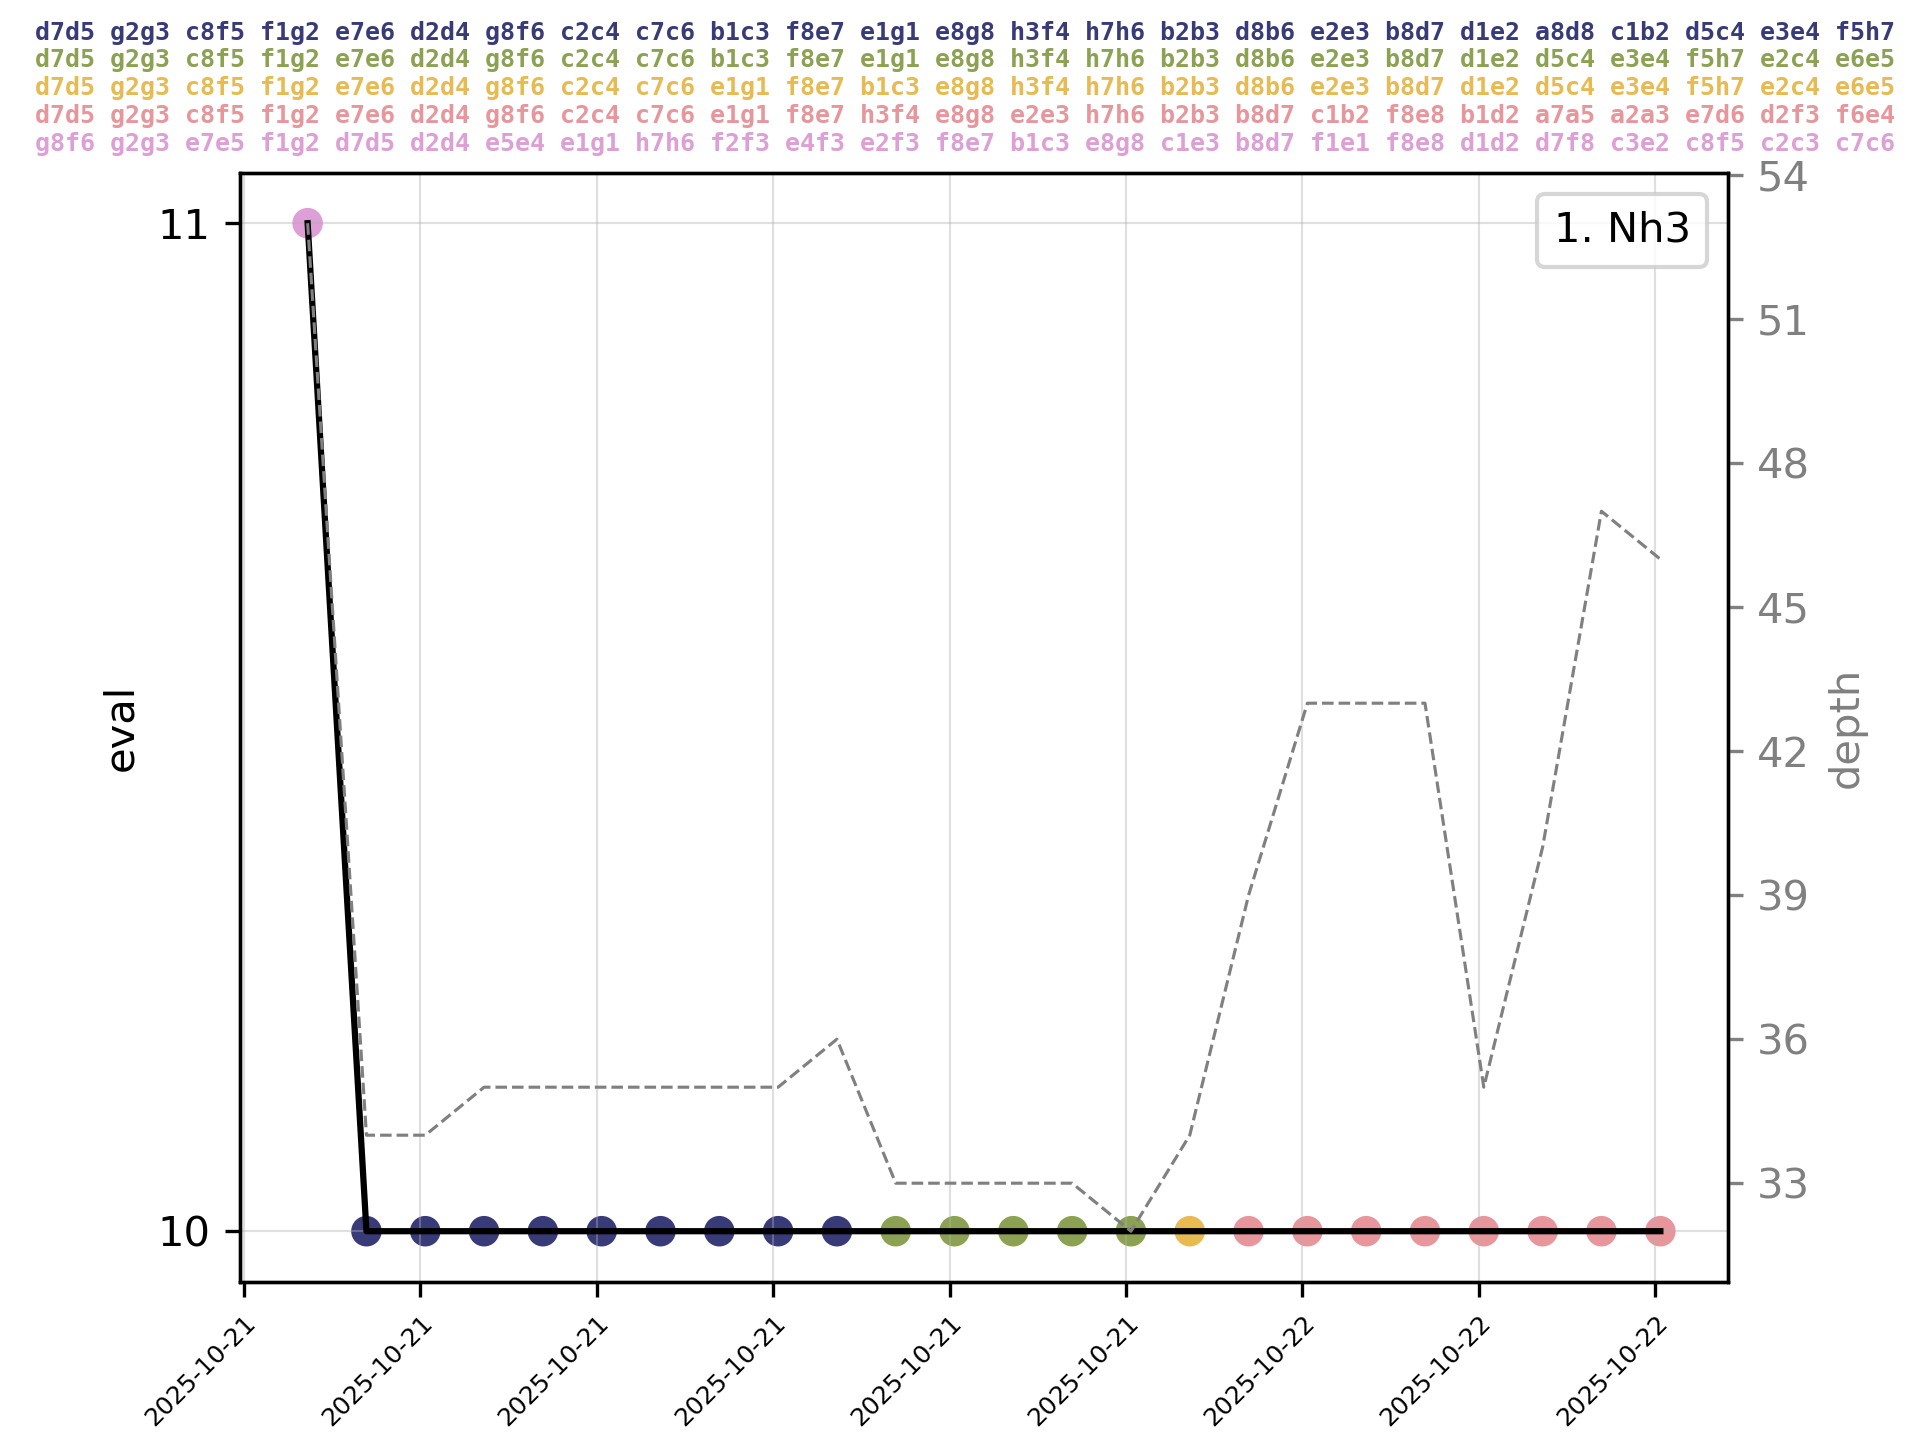 d7d5 g2g3 c8f5 f1g2 e7e6 d2d4 g8f6 c2c4 c7c6 b1c3 f8e7 e1g1 e8g8 h3f4 h7h6 b2b3 d8b6 e2e3 b8d7 d1e2 a8d8 c1b2 d5c4 e3e4 f5h7
d7d5 g2g3 c8f5 f1g2 e7e6 d2d4 g8f6 c2c4 c7c6 b1c3 f8e7 e1g1 e8g8 h3f4 h7h6 b2b3 d8b6 e2e3 b8d7 d1e2 d5c4 e3e4 f5h7 e2c4 e6e5
d7d5 g2g3 c8f5 f1g2 e7e6 d2d4 g8f6 c2c4 c7c6 e1g1 f8e7 b1c3 e8g8 h3f4 h7h6 b2b3 d8b6 e2e3 b8d7 d1e2 d5c4 e3e4 f5h7 e2c4 e6e5
d7d5 g2g3 c8f5 f1g2 e7e6 d2d4 g8f6 c2c4 c7c6 e1g1 f8e7 h3f4 e8g8 e2e3 h7h6 b2b3 b8d7 c1b2 f8e8 b1d2 a7a5 a2a3 e7d6 d2f3 f6e4
g8f6 g2g3 e7e5 f1g2 d7d5 d2d4 e5e4 e1g1 h7h6 f2f3 e4f3 e2f3 f8e7 b1c3 e8g8 c1e3 b8d7 f1e1 f8e8 d1d2 d7f8 c3e2 c8f5 c2c3 c7c6
1. Nh3
11
10
eval
54
51
48
45
42
39
36
33
depth
2025-10-21
2025-10-21
2025-10-21
2025-10-21
2025-10-21
2025-10-21
2025-10-22
2025-10-22
2025-10-22